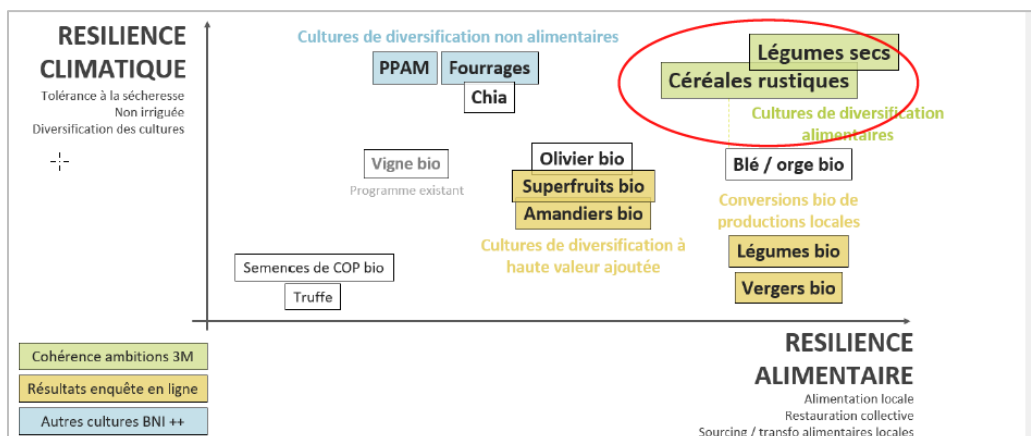 RESILIENCE
CLIMATIQUE
Tolérance à la sécheresse
Non irriguée
Diversification des cultures
Cultures de diversification non alimentaires
PPAM
Fourrages
Chia
Légumes secs
Céréales rustiques
Cultures de diversification
alimentaires
Vigne bio
Programme existant
Olivier bio
Superfruits bio
Amandiers bio
Cultures de diversification à
haute valeur ajoutée
Blé / orge bio
Conversions bio de
productions locales
Légumes bio
Vergers bio
Semences de COP bio
Truffe
Cohérence ambitions 3M
Résultats enquête en ligne
Autres cultures BNI ++
RESILIENCE
ALIMENTAIRE
Alimentation locale
Restauration collective
Sourcing / transfo alimentaires locales